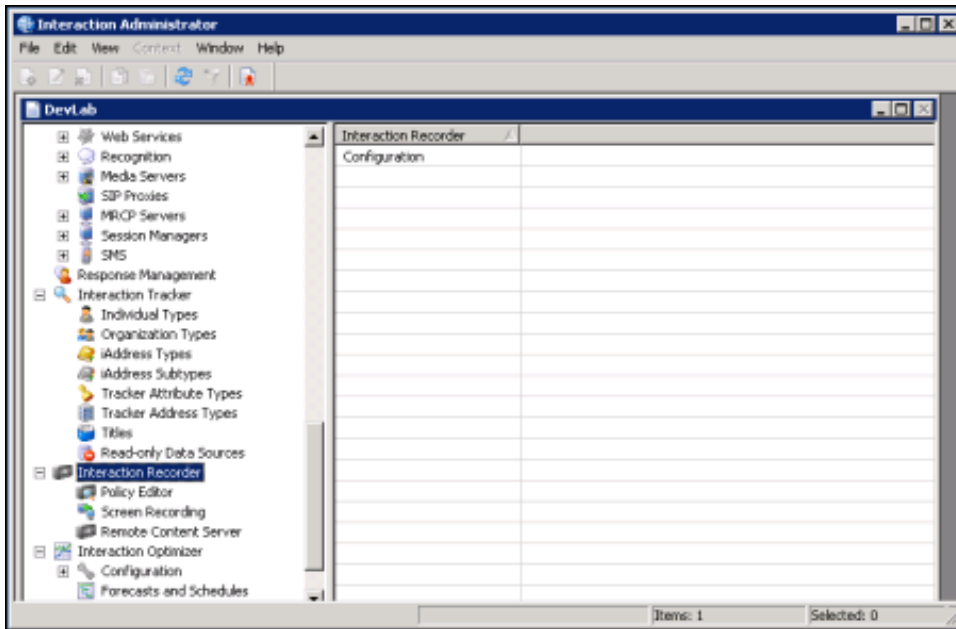 Interaction Administrator
File Edit View Context Window Help
DevLab
Web Services
Recognition
Media Servers
SIP Proxies
MRCP Servers
Session Managers
SMS
Response Management
Interaction Tracker
Individual Types
Organization Types
iAddress Types
iAddress Subtypes
Tracker Attribute Types
Tracker Address Types
Titles
Read-only Data Sources
Interaction Recorder
Policy Editor
Screen Recording
Remote Content Server
Interaction Optimizer
Configuration
Forecasts and Schedules
Interaction Recorder
Configuration
Items: 1 Selected: 0